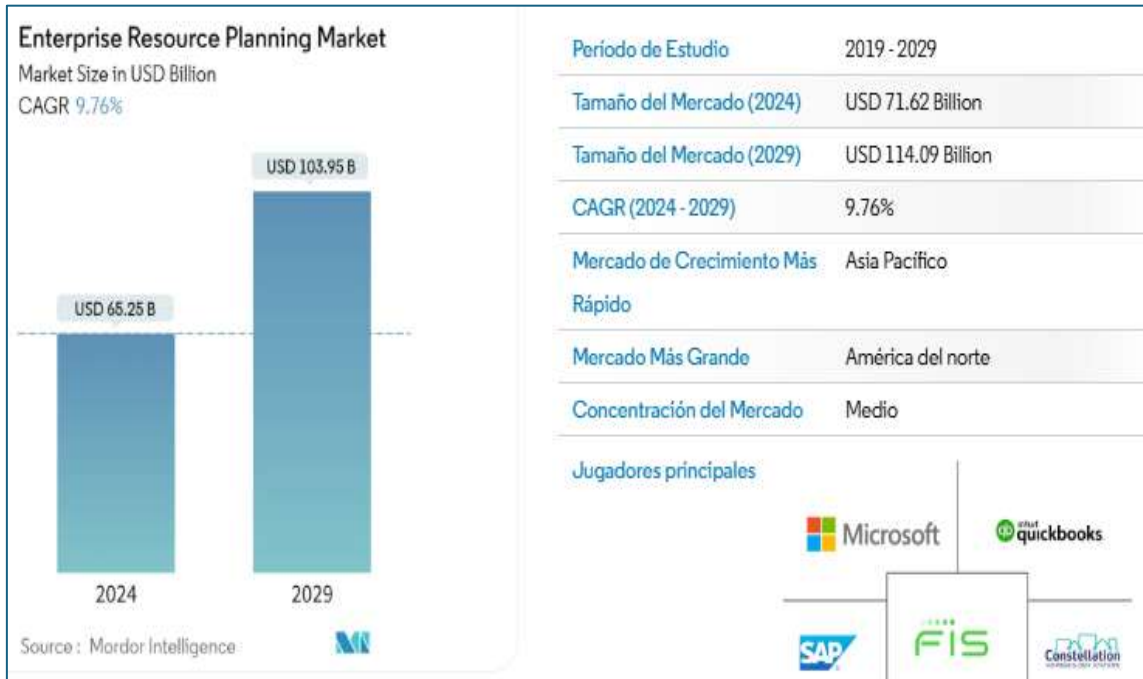 Enterprise Resource Planning Market
Market Size in USD Billion
CAGR 9.76%
USD 103.95 B
USD 65.25 B
2024
2029
Source : Mordor Intelligence
Período de Estudio
2019 - 2029
Tamaño del Mercado (2024)
USD 71.62 Billion
Tamaño del Mercado (2029)
USD 114.09 Billion
CAGR (2024 - 2029)
9.76%
Mercado de Crecimiento Más
Rápido
Asia Pacífico
Mercado Más Grande
América del norte
Concentración del Mercado
Medio
Jugadores principales
Microsoft
intuit
quickbooks
SAP
FIS
Constellation